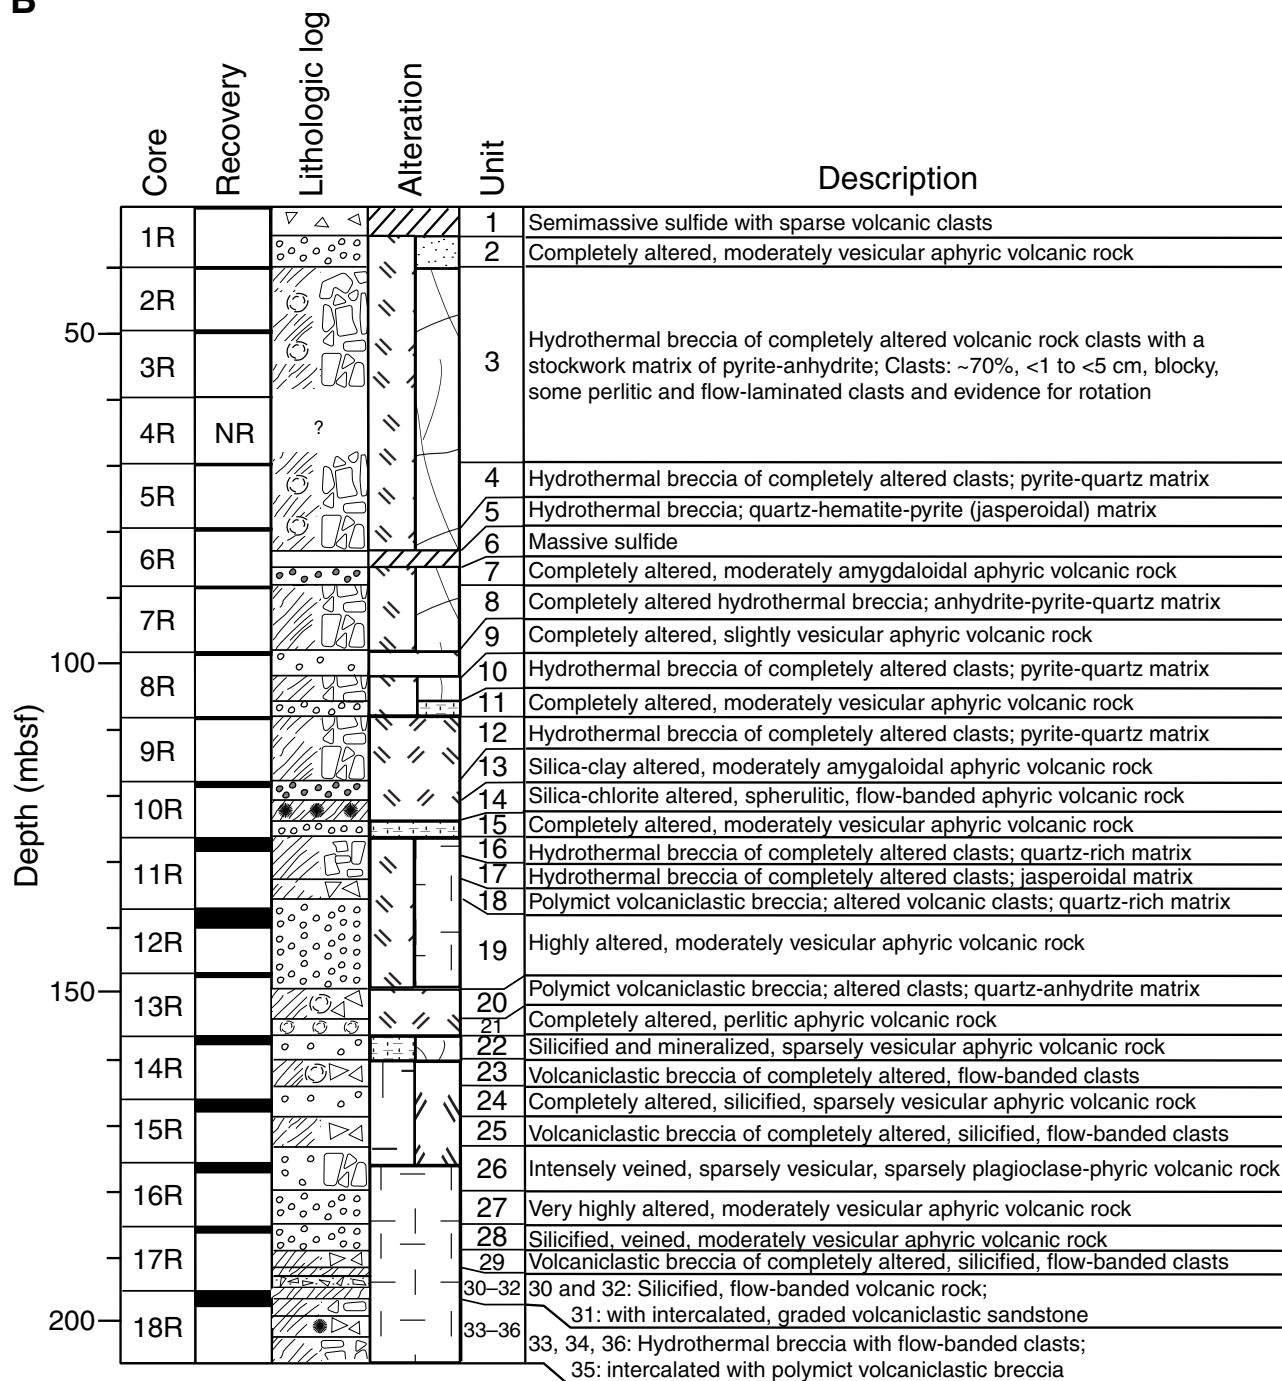 B
Core
Recovery
Lithologic log
Alteration
Unit
Description
Depth (mbsf)
50
100
150
200
1R
2R
3R
4R
5R
6R
7R
8R
9R
10R
11R
12R
13R
14R
15R
16R
17R
18R
NR
?
1 Semimassive sulfide with sparse volcanic clasts
2 Completely altered, moderately vesicular aphyric volcanic rock
3 Hydrothermal breccia of completely altered volcanic rock clasts with a
stockwork matrix of pyrite-anhydrite; Clasts: ~70%, <1 to <5 cm, blocky,
some perlitic and flow-laminated clasts and evidence for rotation
4 Hydrothermal breccia of completely altered clasts; pyrite-quartz matrix
5 Hydrothermal breccia; quartz-hematite-pyrite (jasperoidal) matrix
6 Massive sulfide
7 Completely altered, moderately amygdaloidal aphyric volcanic rock
8 Completely altered hydrothermal breccia; anhydrite-pyrite-quartz matrix
9 Completely altered, slightly vesicular aphyric volcanic rock
10 Hydrothermal breccia of completely altered clasts; pyrite-quartz matrix
11 Completely altered, moderately vesicular aphyric volcanic rock
12 Hydrothermal breccia of completely altered clasts; pyrite-quartz matrix
13 Silica-clay altered, moderately amygaloidal aphyric volcanic rock
14 Silica-chlorite altered, spherulitic, flow-banded aphyric volcanic rock
15 Completely altered, moderately vesicular aphyric volcanic rock
16 Hydrothermal breccia of completely altered clasts; quartz-rich matrix
17 Hydrothermal breccia of completely altered clasts; jasperoidal matrix
18 Polymict volcaniclastic breccia; altered volcanic clasts; quartz-rich matrix
19 Highly altered, moderately vesicular aphyric volcanic rock
20 Polymict volcaniclastic breccia; altered clasts; quartz-anhydrite matrix
21 Completely altered, perlitic aphyric volcanic rock
22 Silicified and mineralized, sparsely vesicular aphyric volcanic rock
23 Volcaniclastic breccia of completely altered, flow-banded clasts
24 Completely altered, silicified, sparsely vesicular aphyric volcanic rock
25 Volcaniclastic breccia of completely altered, silicified, flow-banded clasts
26 Intensely veined, sparsely vesicular, sparsely plagioclase-phyric volcanic rock
27 Very highly altered, moderately vesicular aphyric volcanic rock
28 Silicified, veined, moderately vesicular aphyric volcanic rock
29 Volcaniclastic breccia of completely altered, silicified, flow-banded clasts
30–32 30 and 32: Silicified, flow-banded volcanic rock;
31: with intercalated, graded volcaniclastic sandstone
33–36 33, 34, 36: Hydrothermal breccia with flow-banded clasts;
35: intercalated with polymict volcaniclastic breccia